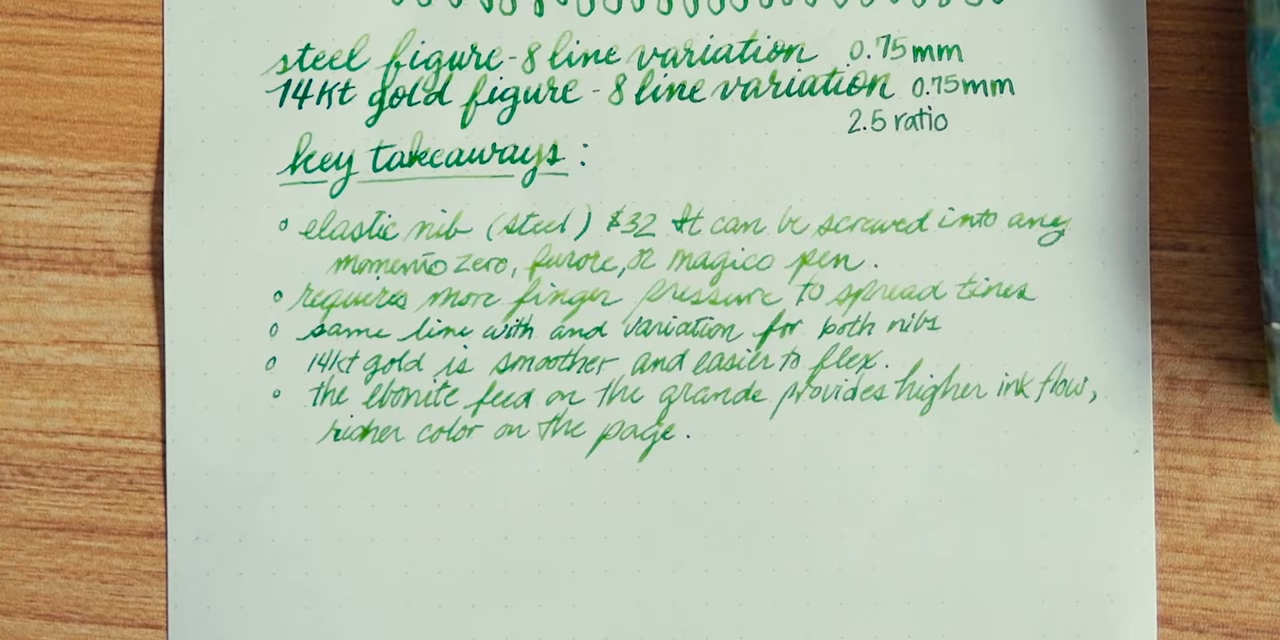 steel figure-8 line variation 0.75mm
14kt gold figure-8 line variation 0.75mm
2.5 ratio
key takeaways:
° elastic nib (steel) $32 It can be screwed into any
momento zero, furore, or magico pen.
° requires more finger pressure to spread tines
° same line with and variation for both nibs
° 14kt gold is smoother and easier to flex.
° the ebonite feed on the grande provides higher ink flow,
richer color on the page.